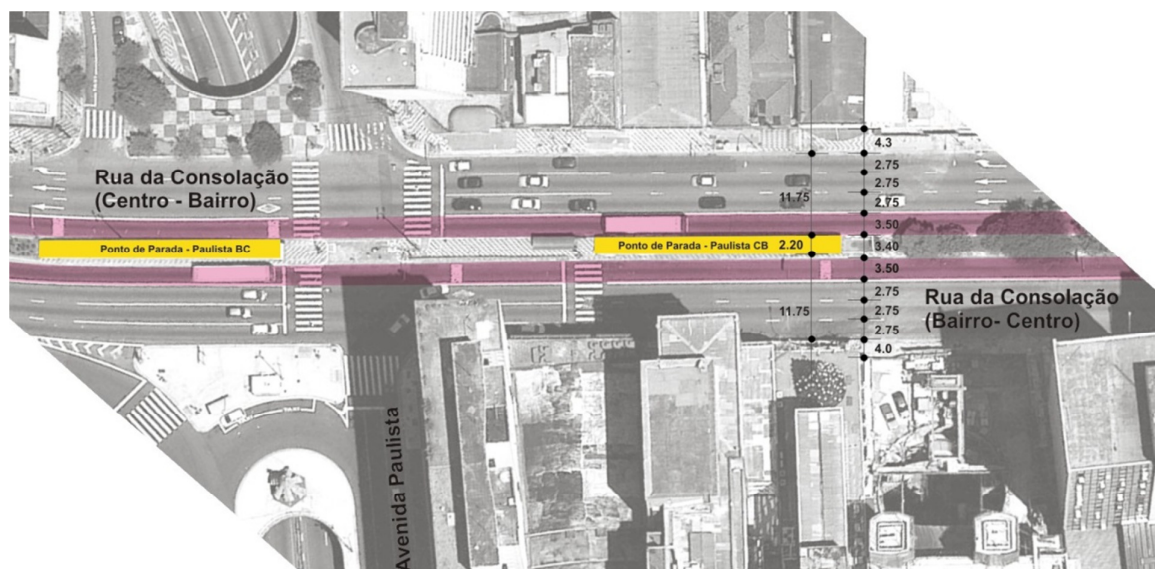 Rua da Consolação
(Centro - Bairro)
4.3
2.75
2.75
2.75
11.75
3.50
Ponto de Parada - Paulista BC
Ponto de Parada - Paulista CB
2.20
3.40
3.50
2.75
2.75
2.75
11.75
4.0
Rua da Consolação
(Bairro- Centro)
Avenida Paulista